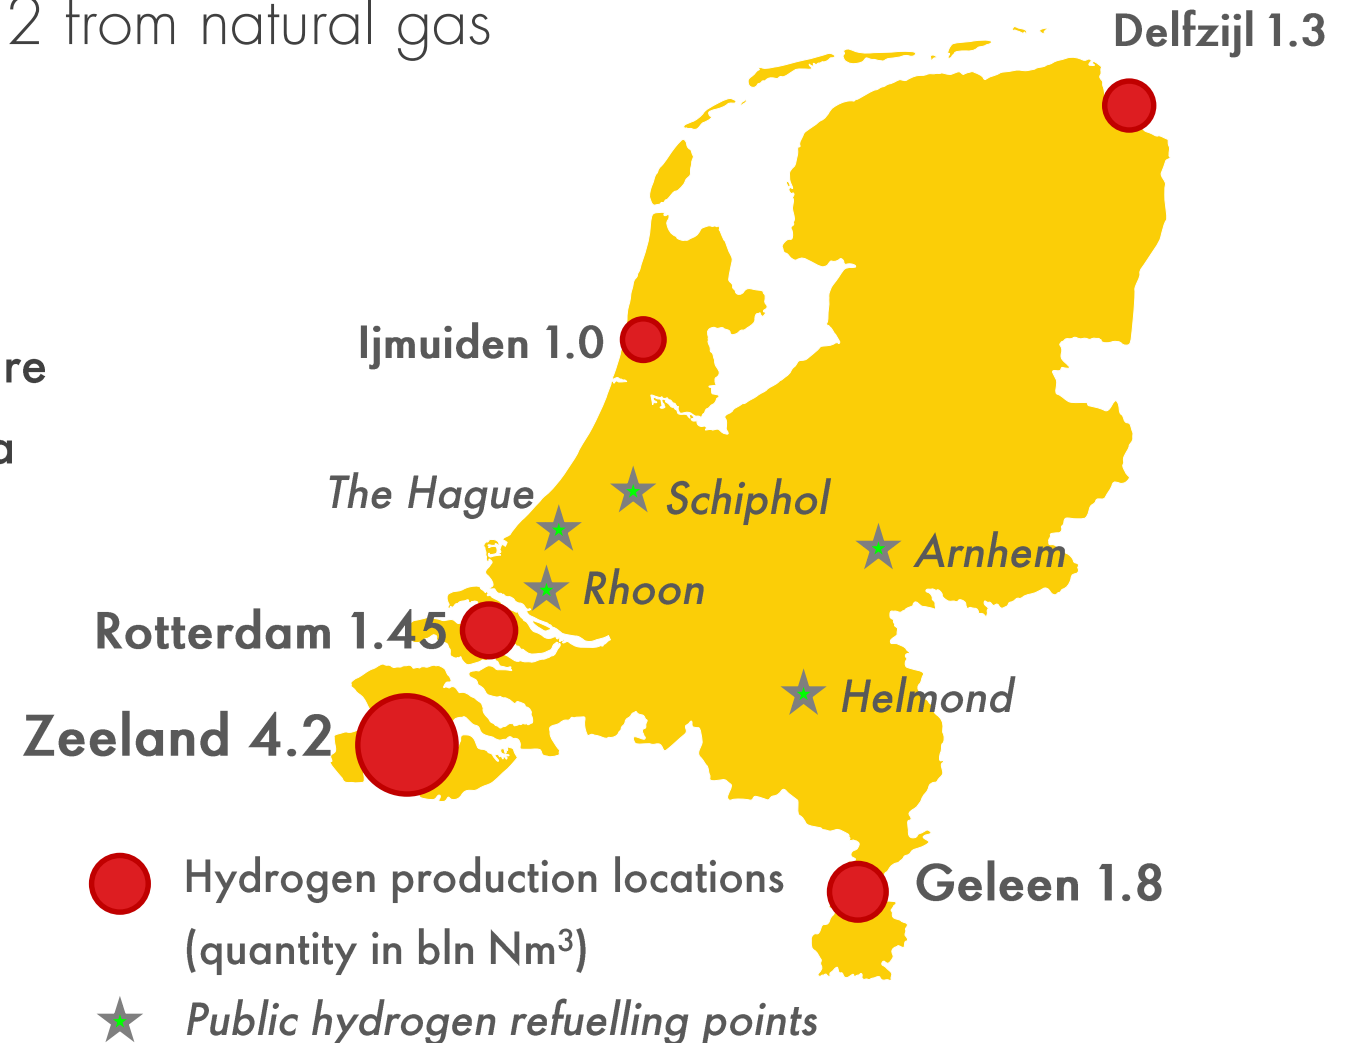 2 from natural gas
Delfzijl 1.3
Ijmuiden 1.0
re
a
The Hague
Schiphol
Arnhem
Rhoon
Rotterdam 1.45
Helmond
Zeeland 4.2
Hydrogen production locations
(quantity in bln Nm³)
Geleen 1.8
Public hydrogen refuelling points